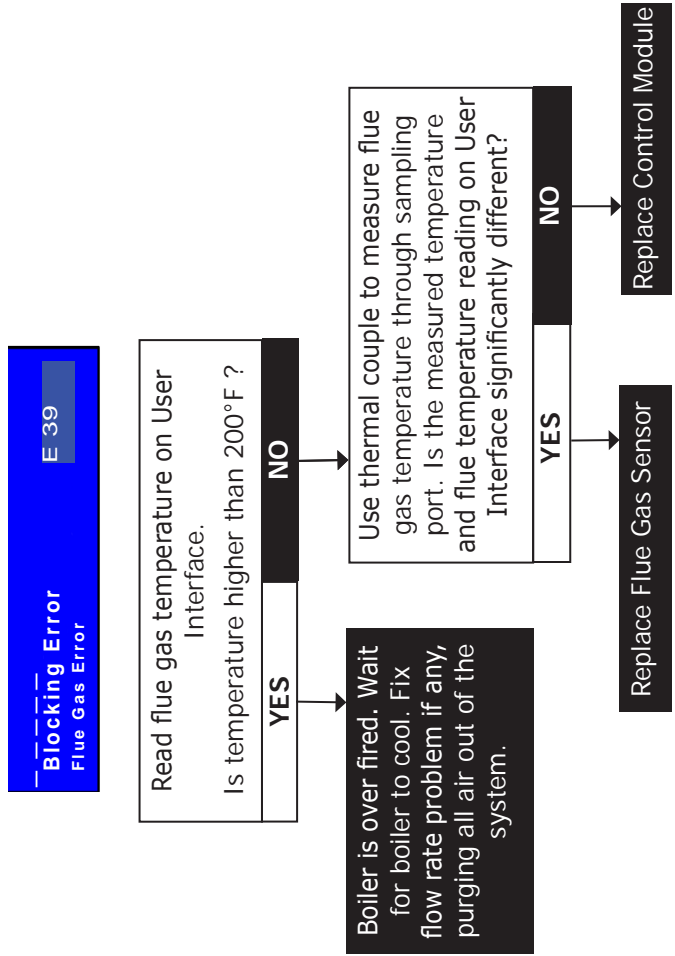 Blocking Error
Flue Gas Error
E 39
Read flue gas temperature on User
Interface.
Is temperature higher than 200°F ?
YES
NO
Boiler is over fired. Wait
for boiler to cool. Fix
flow rate problem if any,
purging all air out of the
system.
Use thermal couple to measure flue
gas temperature through sampling
port. Is the measured temperature
and flue temperature reading on User
Interface significantly different?
YES
NO
Replace Flue Gas Sensor
Replace Control Module